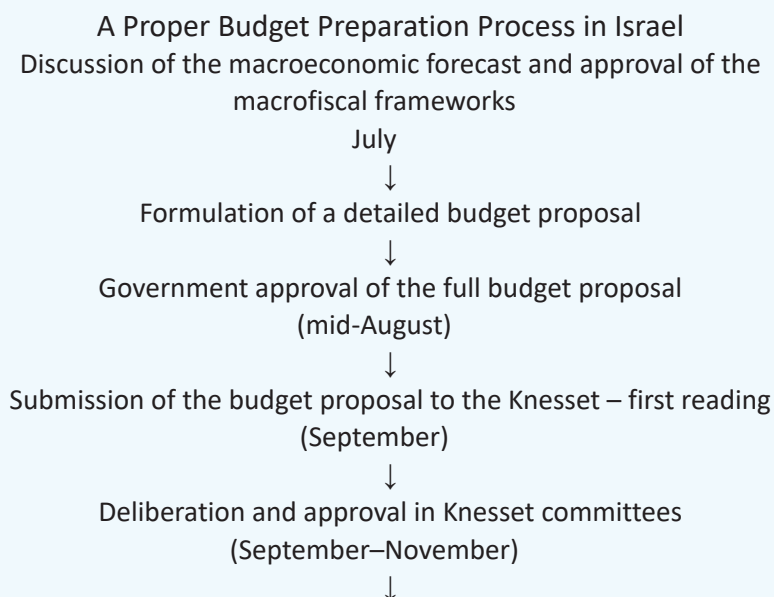 A Proper Budget Preparation Process in Israel
Discussion of the macroeconomic forecast and approval of the
macrofiscal frameworks
July
↓
Formulation of a detailed budget proposal
↓
Government approval of the full budget proposal
(mid-August)
↓
Submission of the budget proposal to the Knesset – first reading
(September)
↓
Deliberation and approval in Knesset committees
(September–November)
↓